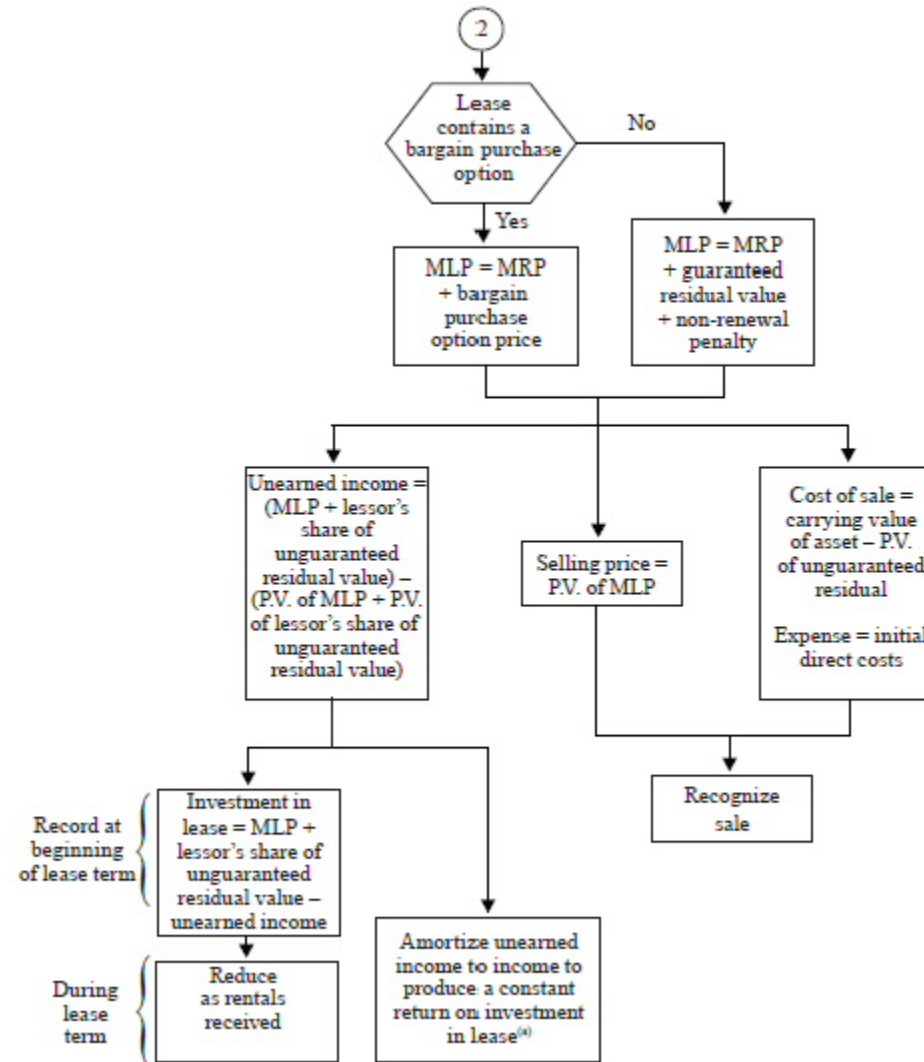 2
Lease
contains a
bargain purchase
option
No
Yes
MLP = MRP
+ bargain
purchase
option price
MLP = MRP
+ guaranteed
residual value
+ non-renewal
penalty
Unearned income =
(MLP + lessor's
share of
unguaranteed
residual value) –
(P.V. of MLP + P.V.
of lessor's share of
unguaranteed
residual value)
Selling price =
P.V. of MLP
Cost of sale =
carrying value
of asset – P.V.
of unguaranteed
residual
Expense = initial
direct costs
Recognize
sale
Record at
beginning
of lease term
Investment in
lease = MLP +
lessor's share of
unguaranteed
residual value –
unearned income
Amortize unearned
income to income to
produce a constant
return on investment
in lease(a)
During
lease
term
Reduce
as rentals
received